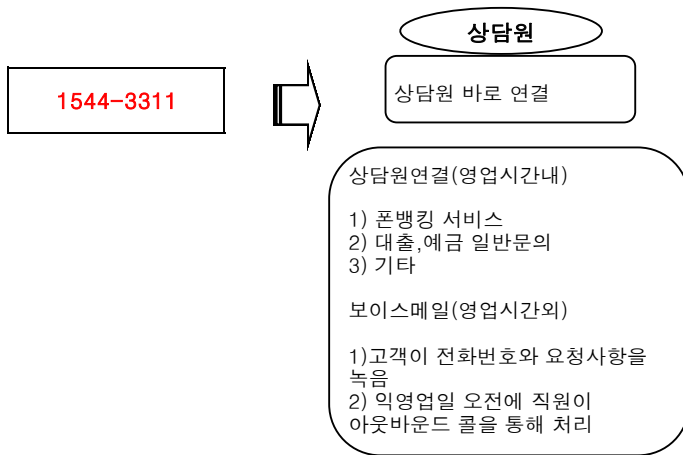 상담원
1544-3311
상담원 바로 연결
상담원연결(영업시간내)
1) 폰뱅킹 서비스
2) 대출,예금 일반문의
3) 기타
보이스메일(영업시간외)
1)고객이 전화번호와 요청사항을
녹음
2) 익영업일 오전에 직원이
아웃바운드 콜을 통해 처리